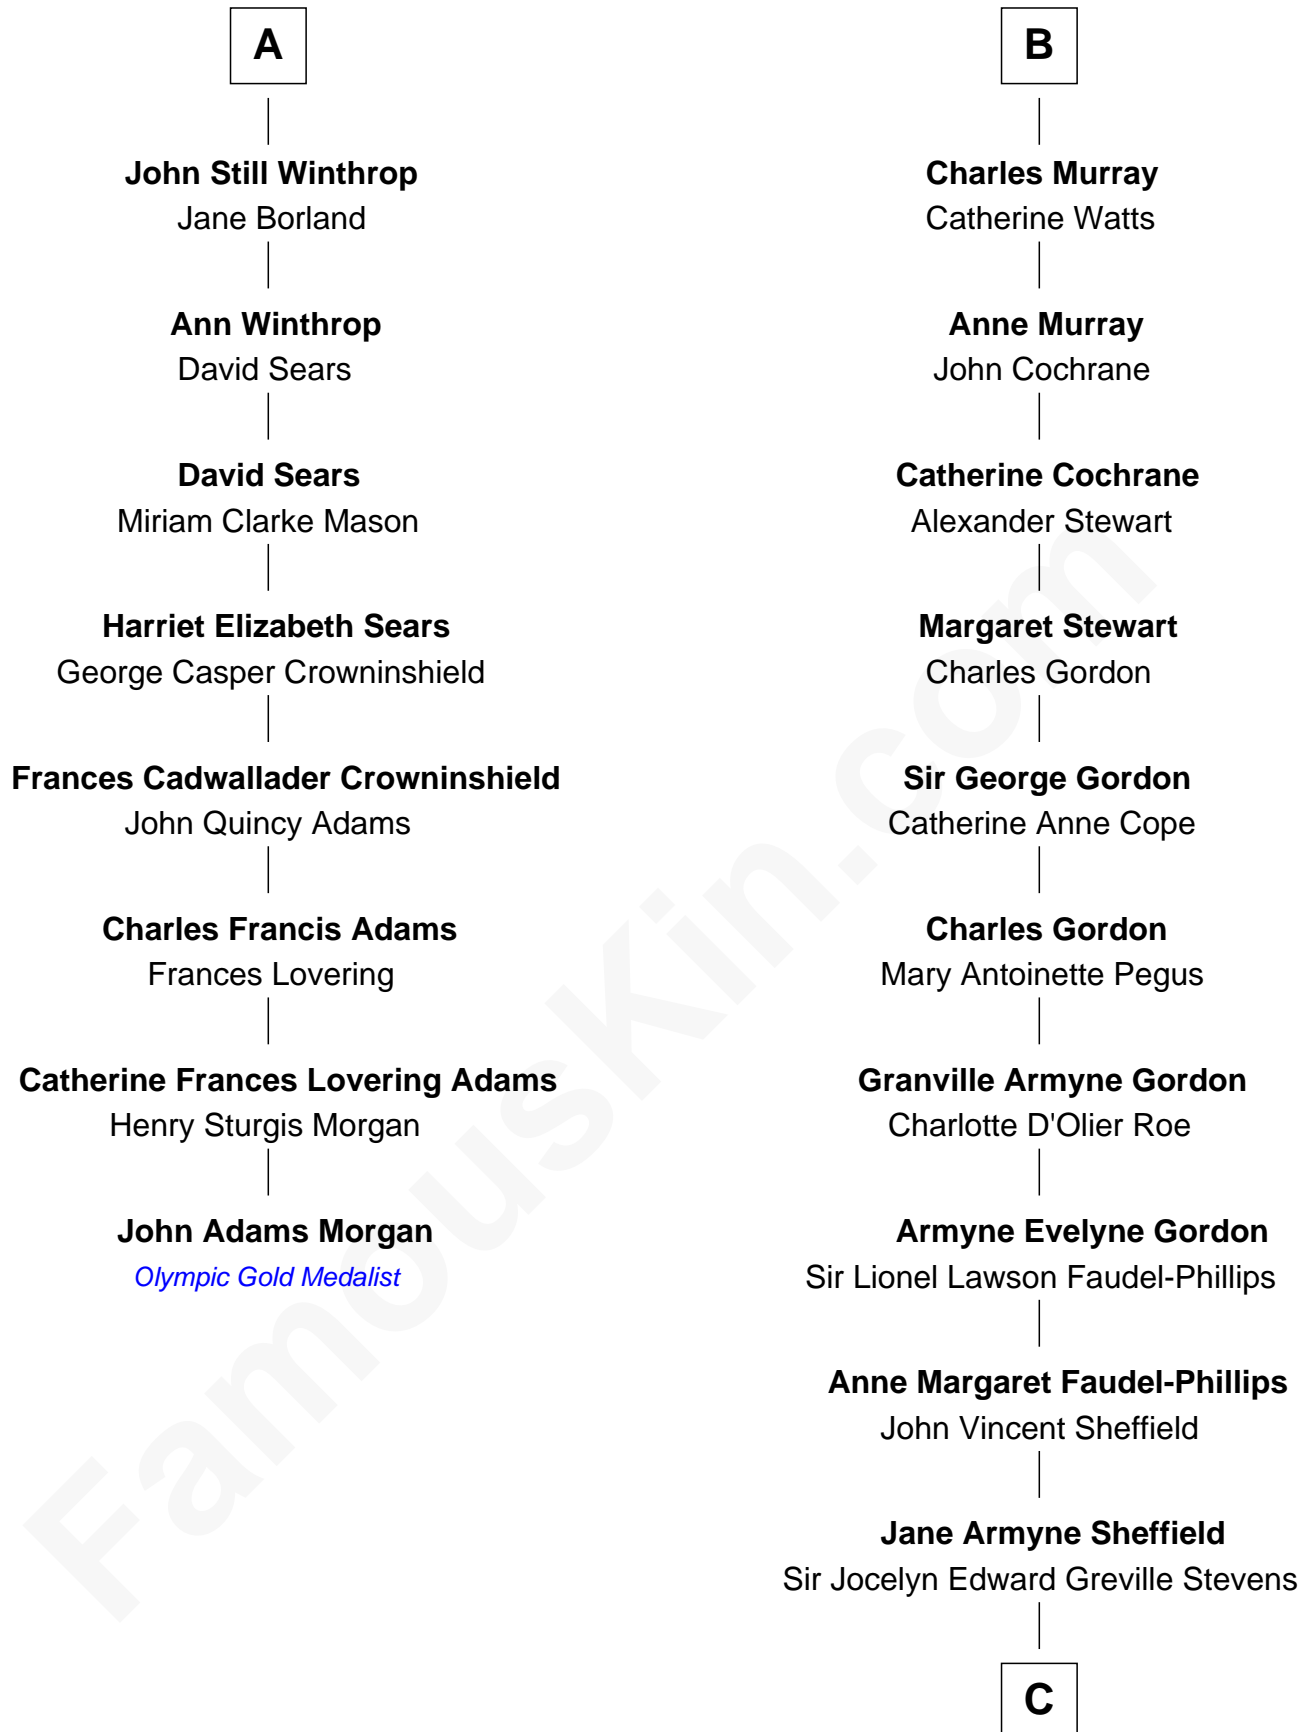 A
John Still Winthrop
Jane Borland
Ann Winthrop
David Sears
David Sears
Miriam Clarke Mason
Harriet Elizabeth Sears
George Casper Crowninshield
Frances Cadwallader Crowninshield
John Quincy Adams
Charles Francis Adams
Frances Lovering
Catherine Frances Lovering Adams
Henry Sturgis Morgan
John Adams Morgan
Olympic Gold Medalist
B
Charles Murray
Catherine Watts
Anne Murray
John Cochrane
Catherine Cochrane
Alexander Stewart
Margaret Stewart
Charles Gordon
Sir George Gordon
Catherine Anne Cope
Charles Gordon
Mary Antoinette Pegus
Granville Armyne Gordon
Charlotte D'Olier Roe
Armyne Evelyne Gordon
Sir Lionel Lawson Faudel-Phillips
Anne Margaret Faudel-Phillips
John Vincent Sheffield
Jane Armyne Sheffield
Sir Jocelyn Edward Greville Stevens
C
FamousKin.com